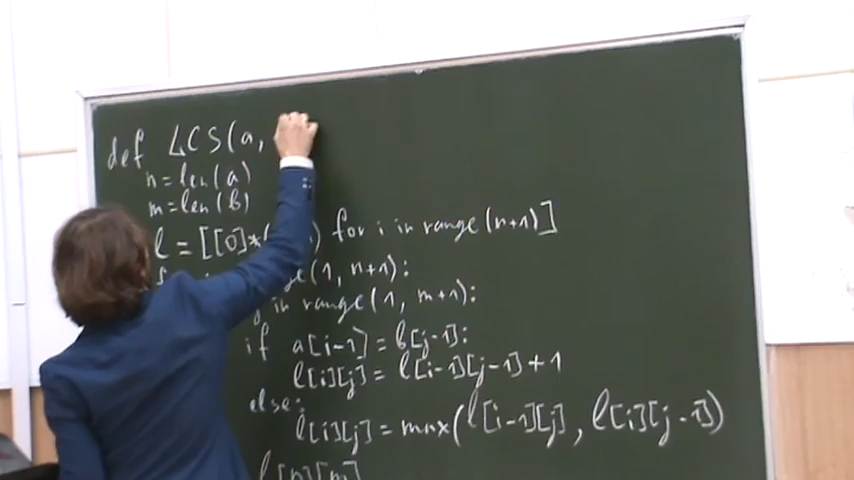 def LCS(a,
n=len(a)
m=len(b)
l = [[0]*( ) for i in range(n+1)]
(1, n+1):
j in range(1, m+1):
if a[i-1] = b[j-1]:
l[i][j] = l[i-1][j-1]+1
else:
l[i][j] = max(l[i-1][j], l[i][j-1])
l[n][m]